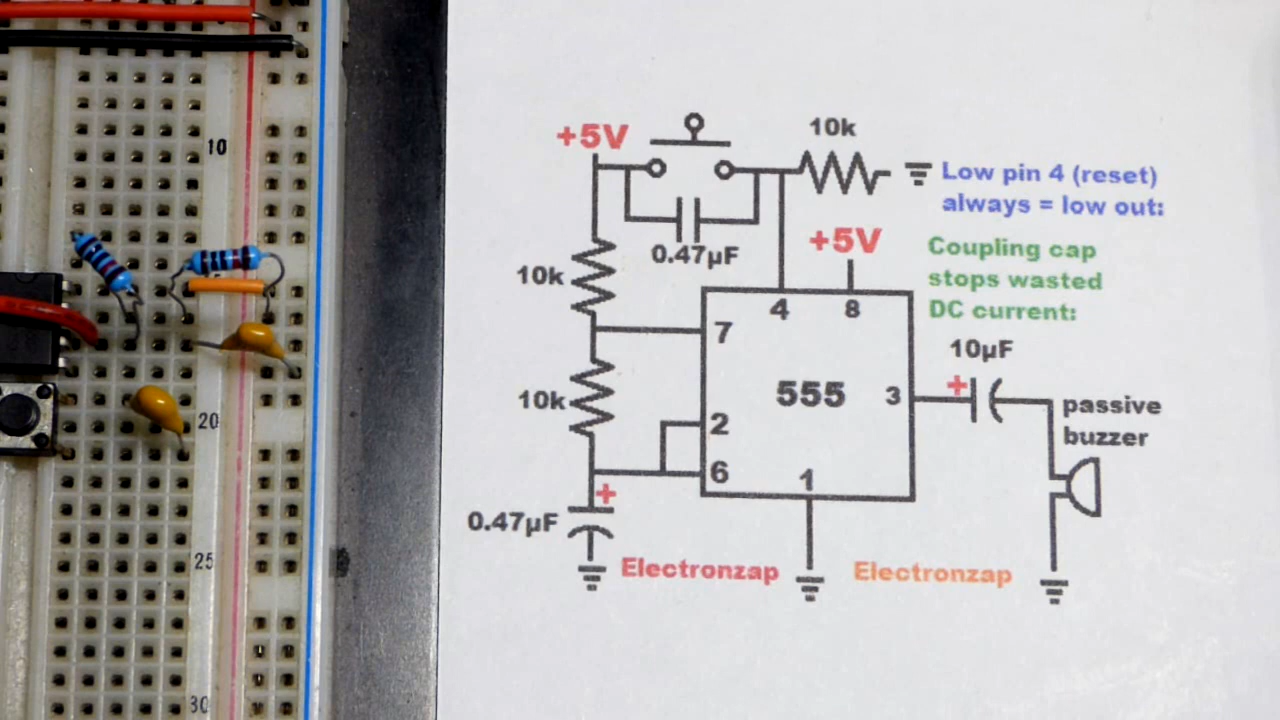 10
20
25
30
+5V
10k
Low pin 4 (reset)
always = low out:
0.47µF
+5V
Coupling cap
stops wasted
DC current:
10k
4
8
7
10µF
10k
555
3
+
passive
buzzer
2
6
1
+
0.47µF
Electronzap
Electronzap